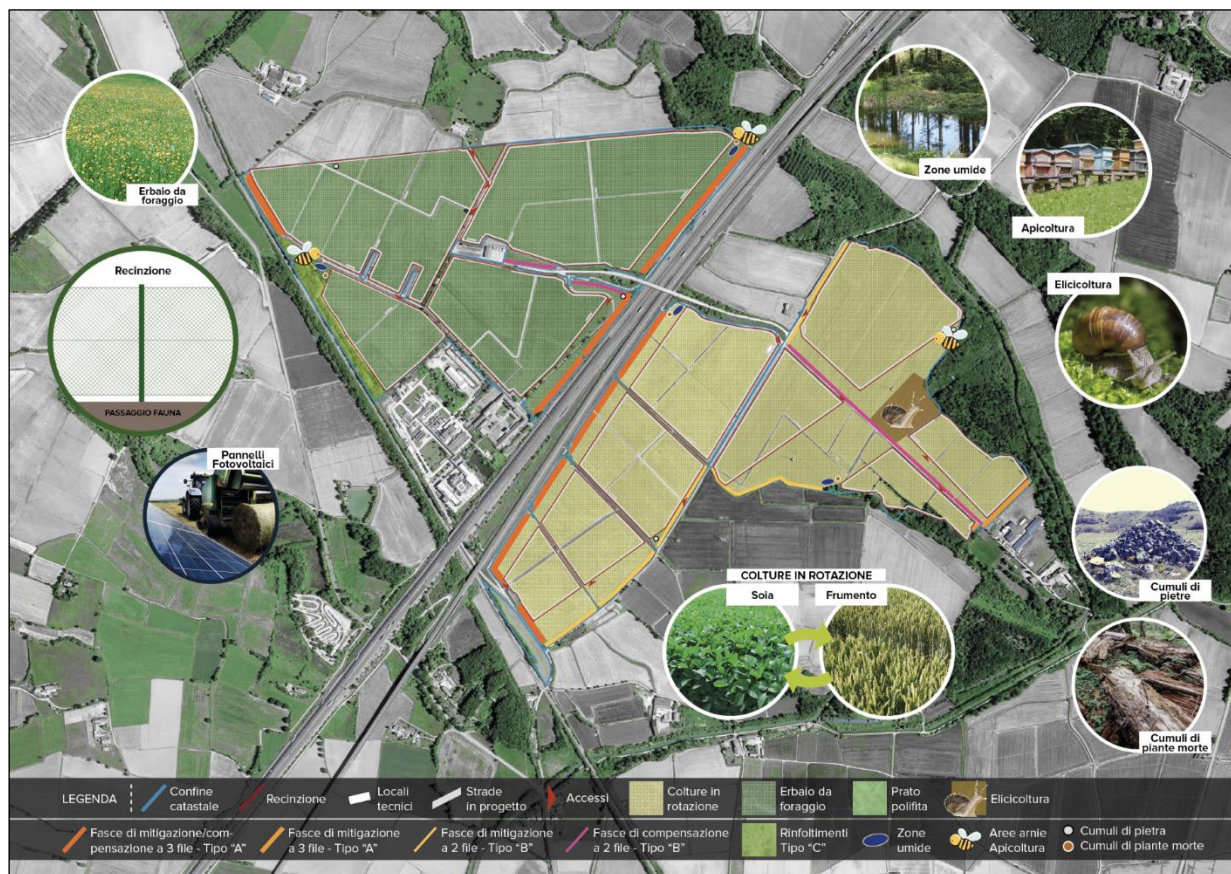 Erbaio da
foraggio
Zone umide
Apicoltura
Recinzione
PASSAGGIO FAUNA
Elicicoltura
Pannelli
Fotovoltaici
Cumuli di
pietre
COLTURE IN ROTAZIONE
Soia
Frumento
Cumuli di
piante morte
LEGENDA
Confine
catastale
Recinzione
Locali
tecnici
Strade
in progetto
Accessi
Colture in
rotazione
Erbaio da
foraggio
Prato
polifita
Elicicoltura
Fasce di mitigazione/com-
pensazione a 3 file - Tipo "A"
Fasce di mitigazione
a 3 file - Tipo "A"
Fasce di mitigazione
a 2 file - Tipo "B"
Fasce di compensazione
a 2 file - Tipo "B"
Rinfoltimenti
Tipo "C"
Zone
umide
Aree arnie
Apicoltura
Cumuli di pietra
Cumuli di piante morte